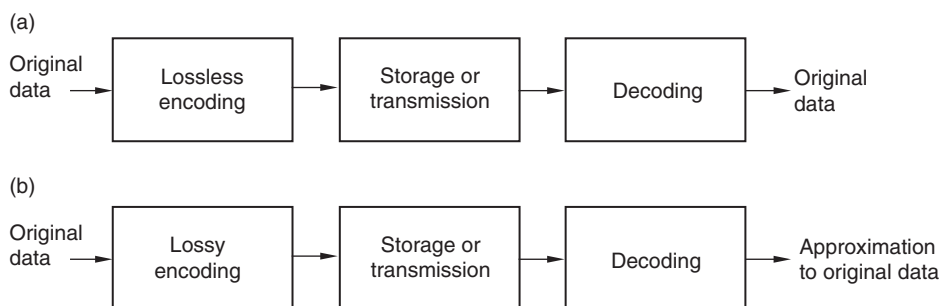 (a)
Original
data
Lossless
encoding
Storage or
transmission
Decoding
Original
data
(b)
Original
data
Lossy
encoding
Storage or
transmission
Decoding
Approximation
to original data